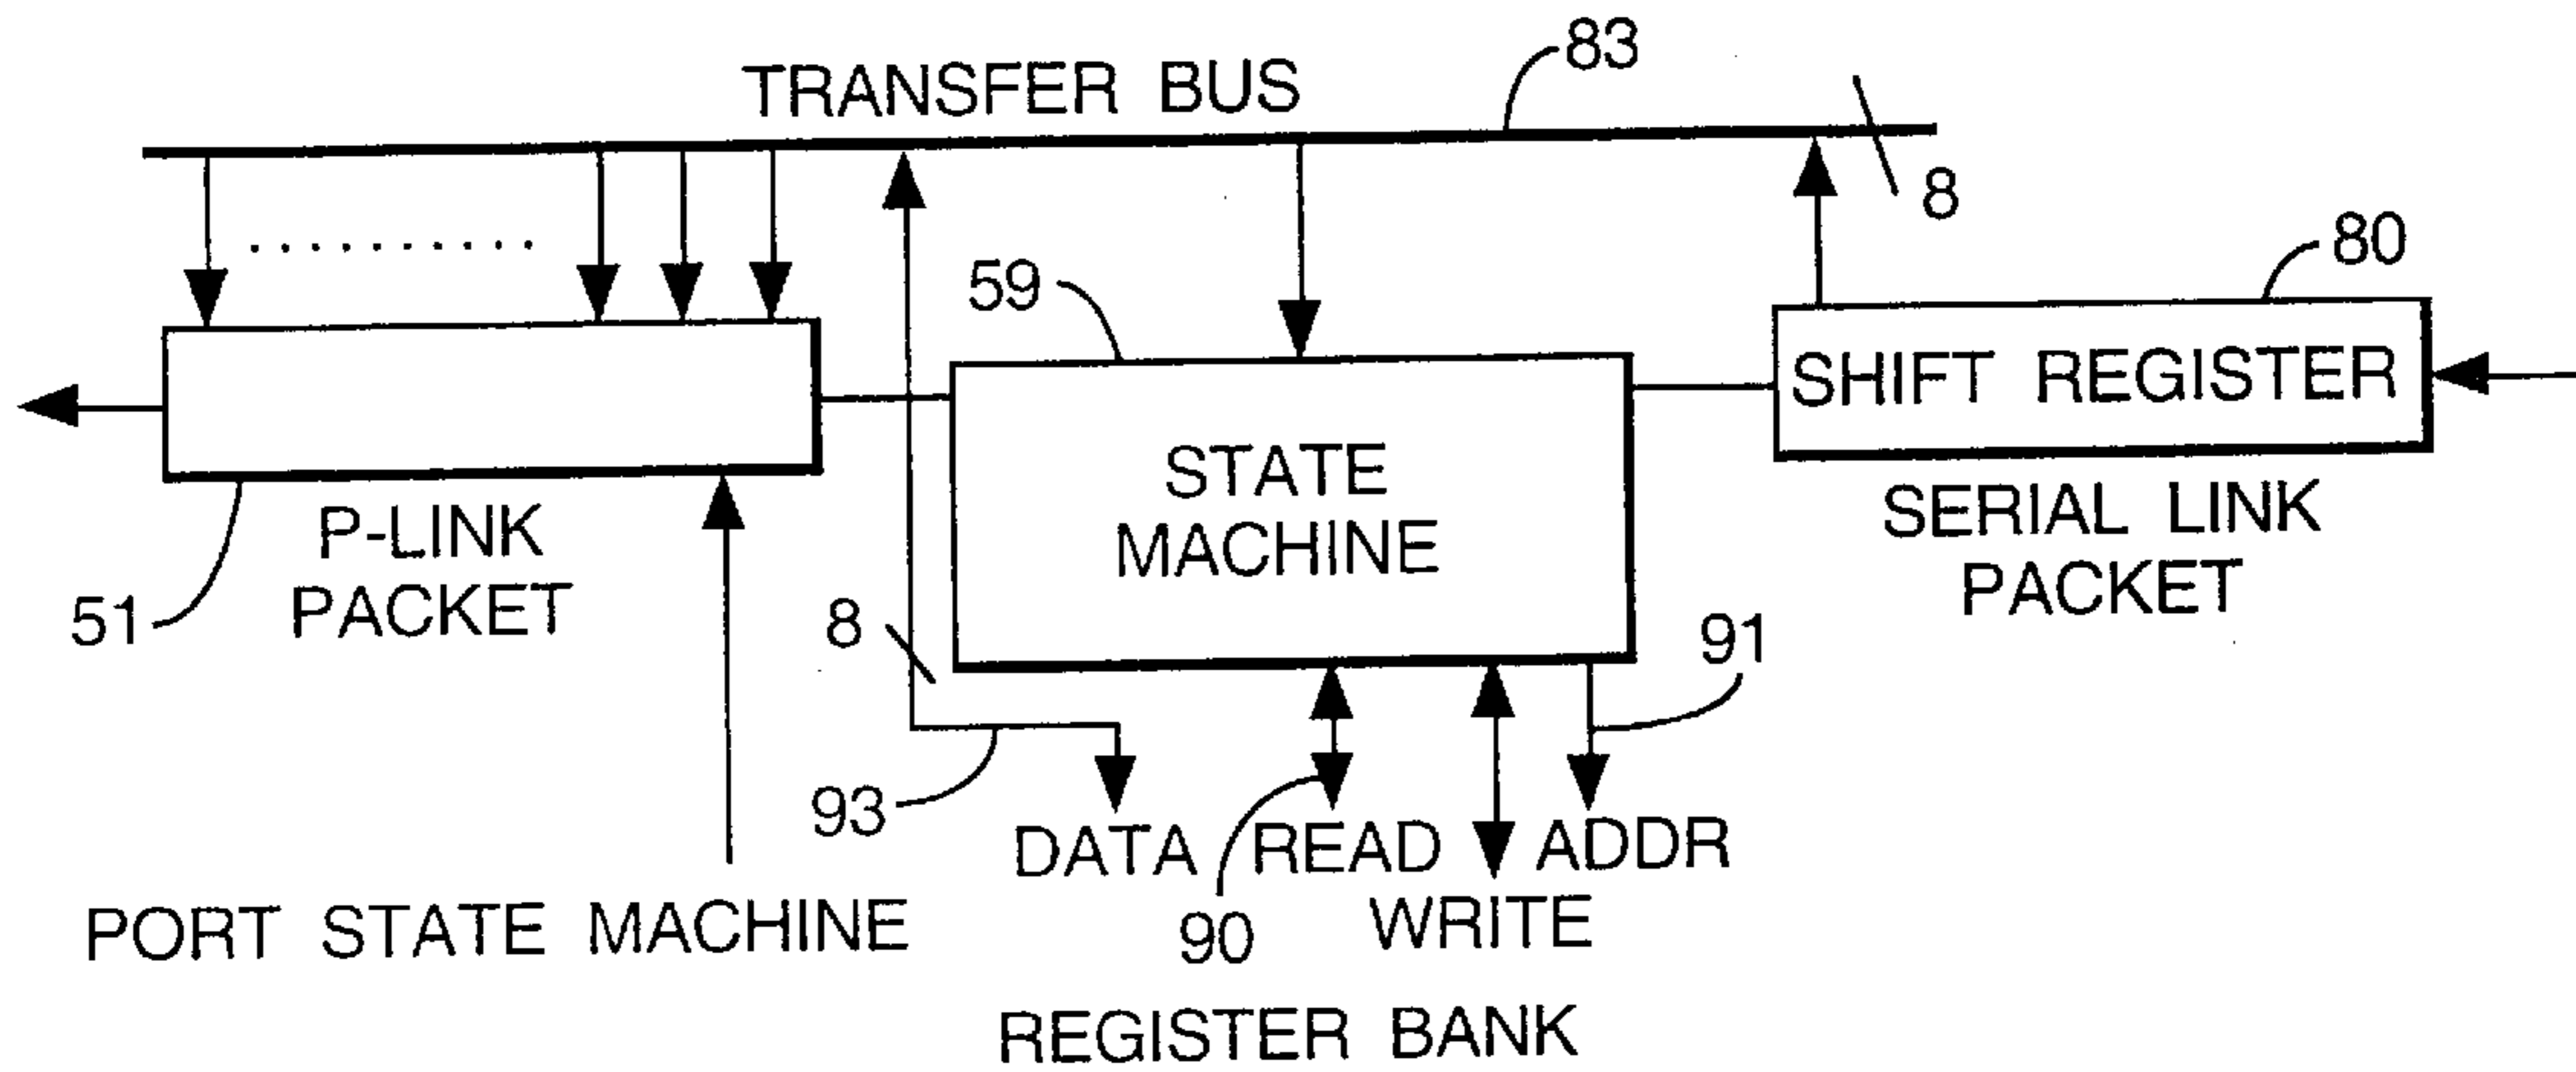 83
TRANSFER BUS
8
80
59
SHIFT REGISTER
STATE
MACHINE
SERIAL LINK
PACKET
P-LINK
PACKET
51
8
91
93
DATA READ ADDR
WRITE
90
PORT STATE MACHINE
REGISTER BANK